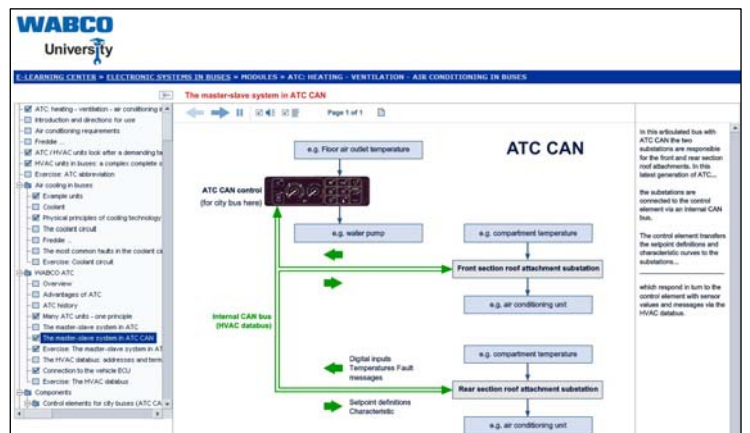 WABCO
University
E-LEARNING CENTER » ELECTRONIC SYSTEMS IN BUSES » MODULES » ATC: HEATING - VENTILATION - AIR CONDITIONING IN BUSES
The master-slave system in ATC CAN
Page 1 of 1
ATC: heating - ventilation - air conditioning i
Introduction and directions for use
Air conditioning requirements
Freddie ...
ATC / HVAC units look after a demanding ta
HVAC units in buses: a complex complete s
Exercise: ATC abbreviation
Air cooling in buses
Example units
Coolant
Physical principles of cooling technology
The coolant circuit
Freddie ...
The most common faults in the coolant ci
Exercise: Coolant circuit
WABCO ATC
Overview
Advantages of ATC
ATC history
Many ATC units - one principle
The master-slave system in ATC
The master-slave system in ATC CAN
Exercise: The master-slave system in AT
The HVAC databus: addresses and term
Connection to the vehicle ECU
Exercise: The HVAC databus
Components
Control elements for city buses (ATC CA
ATC CAN
e.g. Floor air outlet temperature
ATC CAN control
(for city bus here)
e.g. water pump
e.g. compartment temperature
Front section roof attachment substation
e.g. air conditioning unit
Internal CAN bus
(HVAC databus)
Digital inputs
Temperatures Fault
messages
e.g. compartment temperature
Rear section roof attachment substation
Setpoint definitions
Characteristic
e.g. air conditioning unit
In this articulated bus with
ATC CAN the two
substations are responsible
for the front and rear section
roof attachments. In this
latest generation of ATC...
the substations are
connected to the control
element via an internal CAN
bus.
The control element transfers
the setpoint definitions and
characteristic curves to the
substations...
which respond in turn to the
control element with sensor
values and messages via the
HVAC databus.